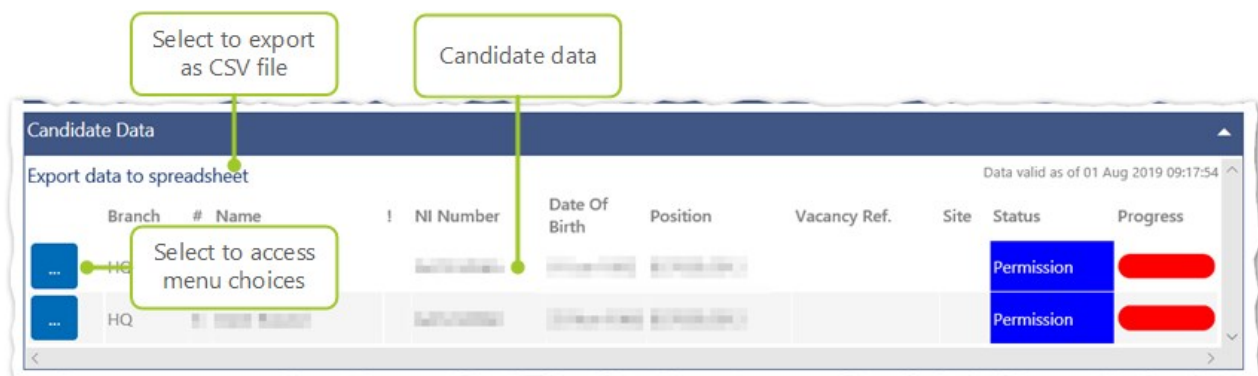 Select to export
as CSV file
Candidate data
Candidate Data
Export data to spreadsheet
Data valid as of 01 Aug 2019 09:17:54
Branch # Name ! NI Number Date Of Birth Position Vacancy Ref. Site Status Progress
... HQ Permission
Select to access
menu choices
... HQ Permission